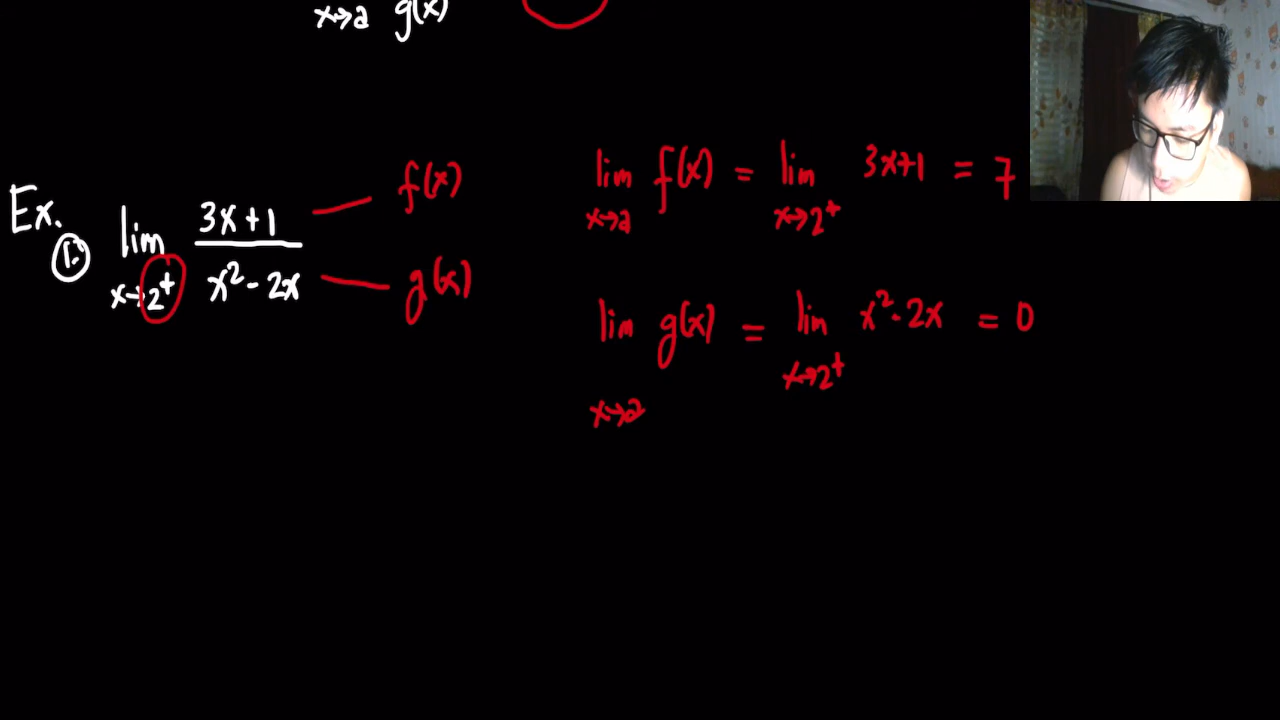 x→a g(x)
Ex.
1. lim x→2⁺ (3x+1)/(x²-2x)
f(x)
g(x)
lim x→a f(x) = lim x→2⁺ 3x+1 = 7
lim x→a g(x) = lim x→2⁺ x²-2x = 0